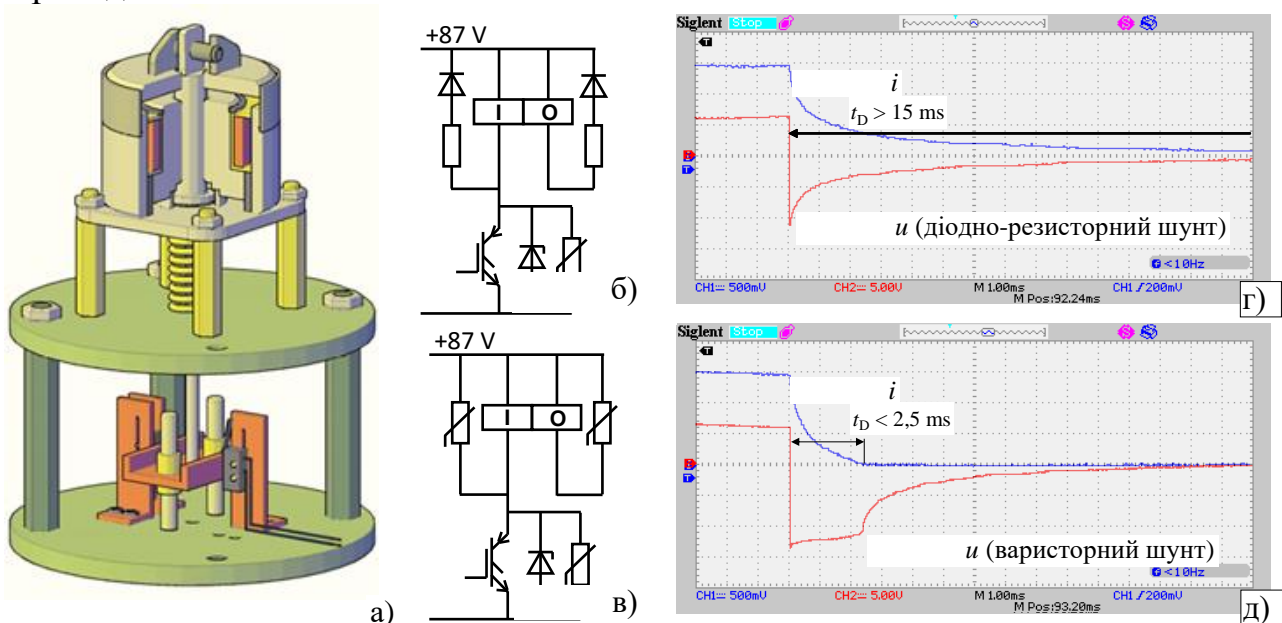 +87 V
I O
б)
+87 V
I O
в)
а)
Siglent Stop
T
i
t_D > 15 ms
T
u (діодно-резисторний шунт)
<10Hz
CH1 500mV CH2 5.00V M 1.00ms CH1 200mV
M Pos:92.24ms
г)
Siglent Stop
T
i
t_D < 2,5 ms
T
u (варисторний шунт)
<10Hz
CH1 500mV CH2 5.00V M 1.00ms CH1 200mV
M Pos:93.20ms
д)